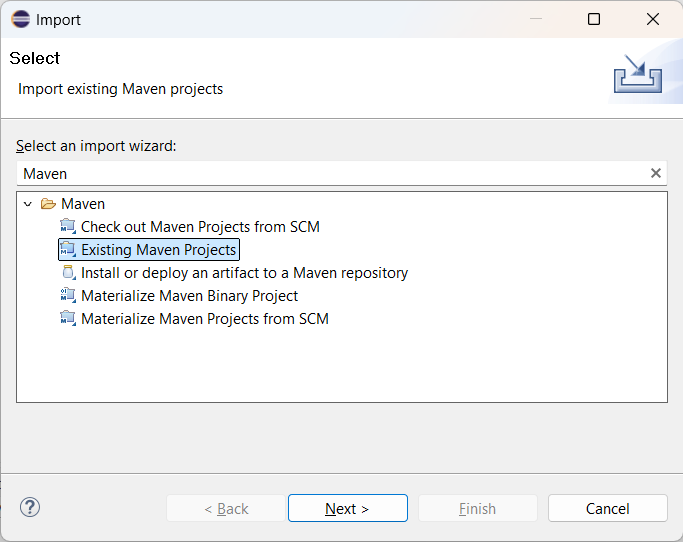 Import
Select
Import existing Maven projects
Select an import wizard:
Maven
Maven
Check out Maven Projects from SCM
Existing Maven Projects
Install or deploy an artifact to a Maven repository
Materialize Maven Binary Project
Materialize Maven Projects from SCM
< Back
Next >
Finish
Cancel